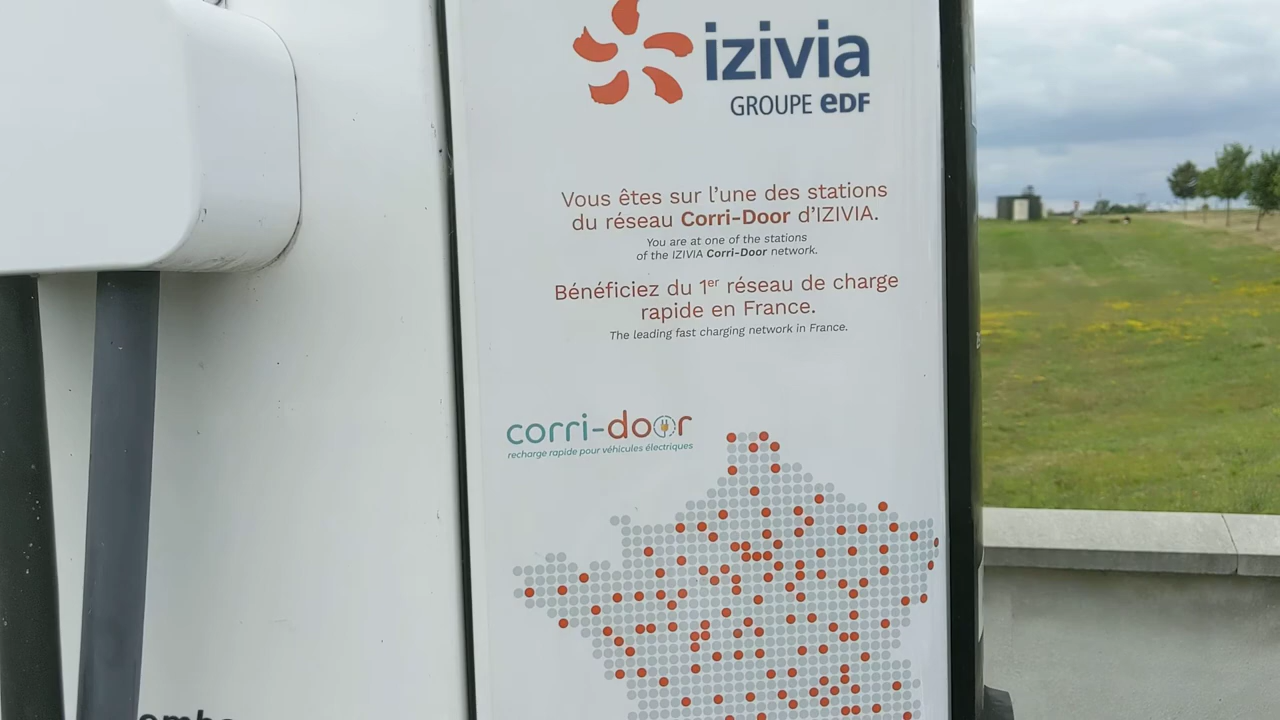 izivia
GROUPE eDF
Vous êtes sur l'une des stations
du réseau Corri-Door d'IZIVIA.
You are at one of the stations
of the IZIVIA Corri-Door network.
Bénéficiez du 1er réseau de charge
rapide en France.
The leading fast charging network in France.
corri-door
recharge rapide pour véhicules électriques